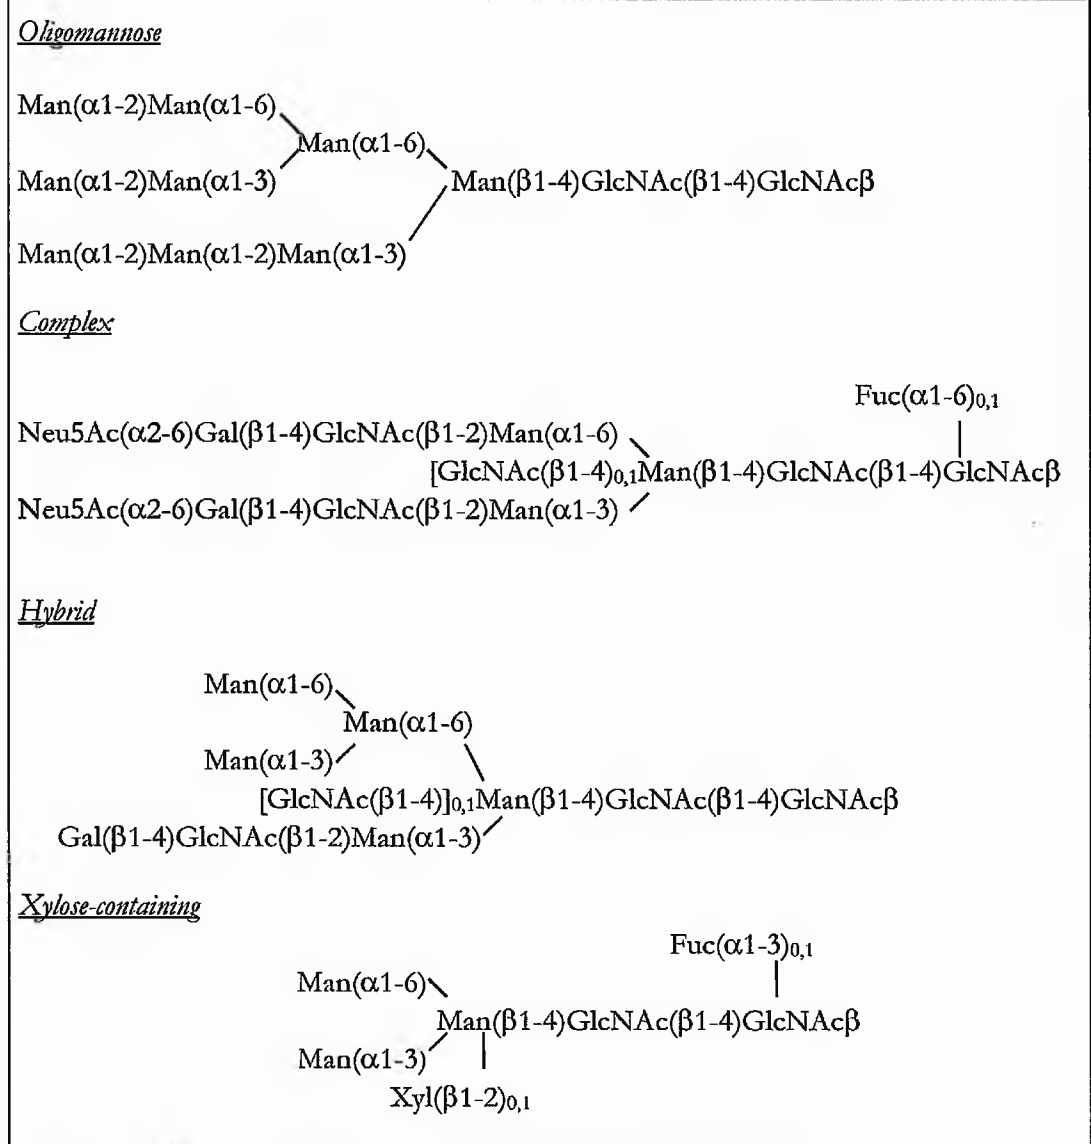 Oligomannose
Man(α1-2)Man(α1-6)
Man(α1-6)
Man(α1-2)Man(α1-3) Man(β1-4)GlcNAc(β1-4)GlcNAcβ
Man(α1-2)Man(α1-2)Man(α1-3)
Complex
Fuc(α1-6)0,1
Neu5Ac(α2-6)Gal(β1-4)GlcNAc(β1-2)Man(α1-6)
[GlcNAc(β1-4)0,1Man(β1-4)GlcNAc(β1-4)GlcNAcβ
Neu5Ac(α2-6)Gal(β1-4)GlcNAc(β1-2)Man(α1-3)
Hybrid
Man(α1-6)
Man(α1-6)
Man(α1-3)
[GlcNAc(β1-4)]0,1Man(β1-4)GlcNAc(β1-4)GlcNAcβ
Gal(β1-4)GlcNAc(β1-2)Man(α1-3)
Xylose-containing
Fuc(α1-3)0,1
Man(α1-6)
Man(β1-4)GlcNAc(β1-4)GlcNAcβ
Man(α1-3)
Xyl(β1-2)0,1